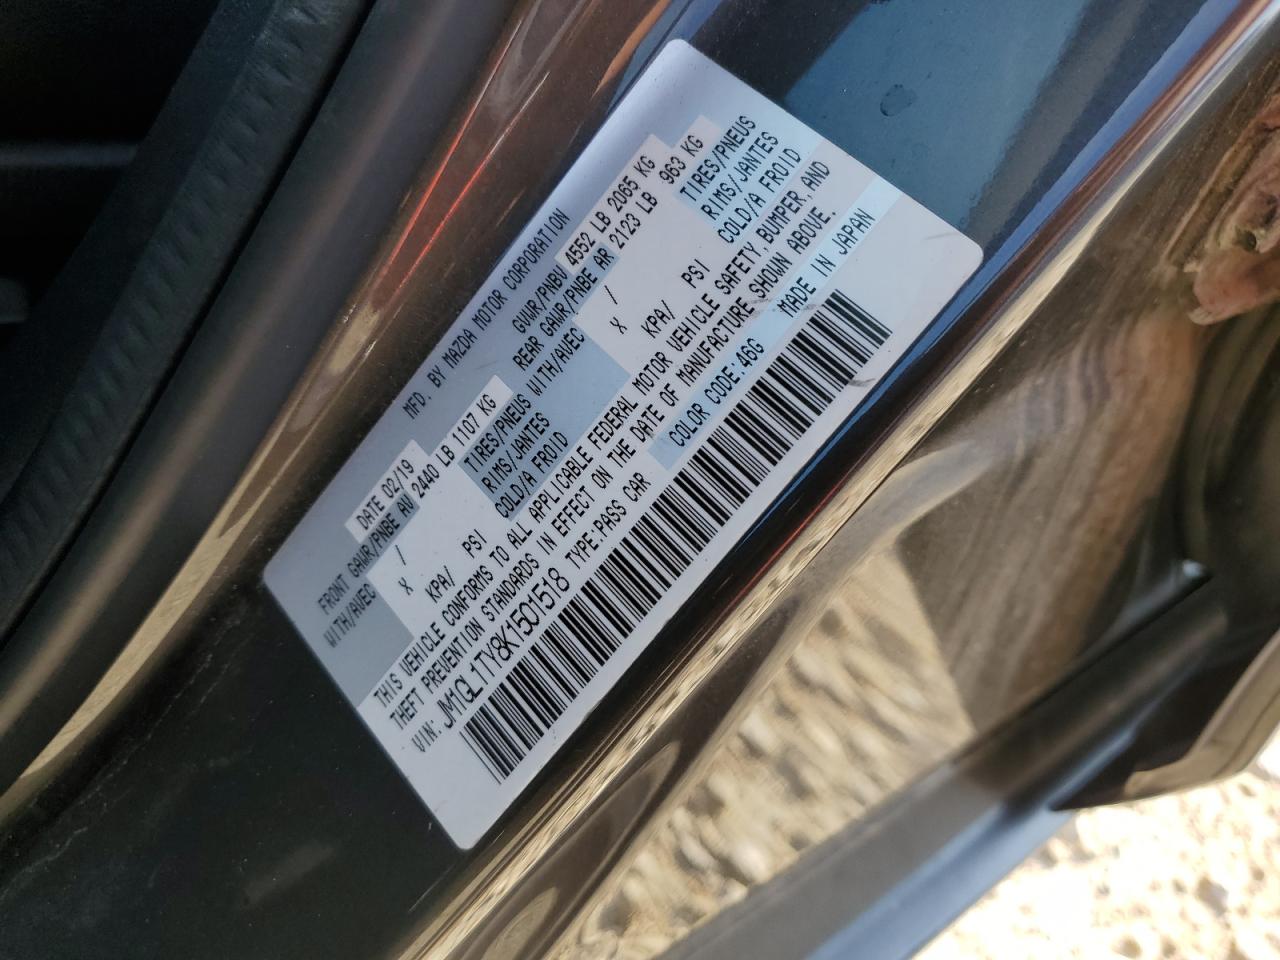 MFD. BY MAZDA MOTOR CORPORATION
DATE 02/19 GVWR/PNBV 4552 LB 2065 KG
FRONT GAWR/PNBE AV 2440 LB 1107 KG REAR GAWR/PNBE AR 2123 LB 963 KG
WITH/AVEC / TIRES/PNEUS WITH/AVEC / TIRES/PNEUS
X RIMS/JANTES X RIMS/JANTES
KPA/ PSI COLD/A FROID KPA/ PSI COLD/A FROID
THIS VEHICLE CONFORMS TO ALL APPLICABLE FEDERAL MOTOR VEHICLE SAFETY, BUMPER, AND
THEFT PREVENTION STANDARDS IN EFFECT ON THE DATE OF MANUFACTURE SHOWN ABOVE.
VIN: JM1GL1TY8K1501518 TYPE:PASS CAR COLOR CODE:46G MADE IN JAPAN